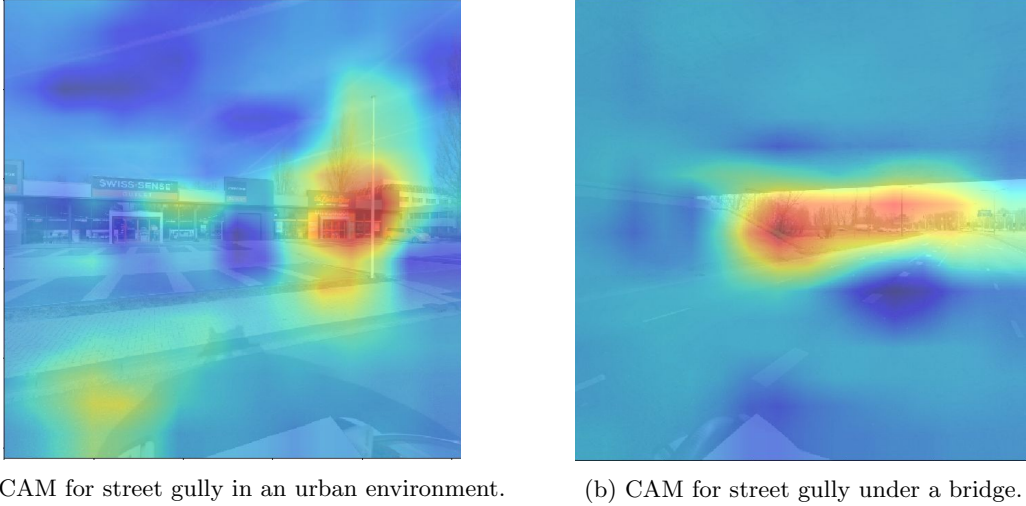 SWISS SENSE
CAM for street gully in an urban environment.
(b) CAM for street gully under a bridge.